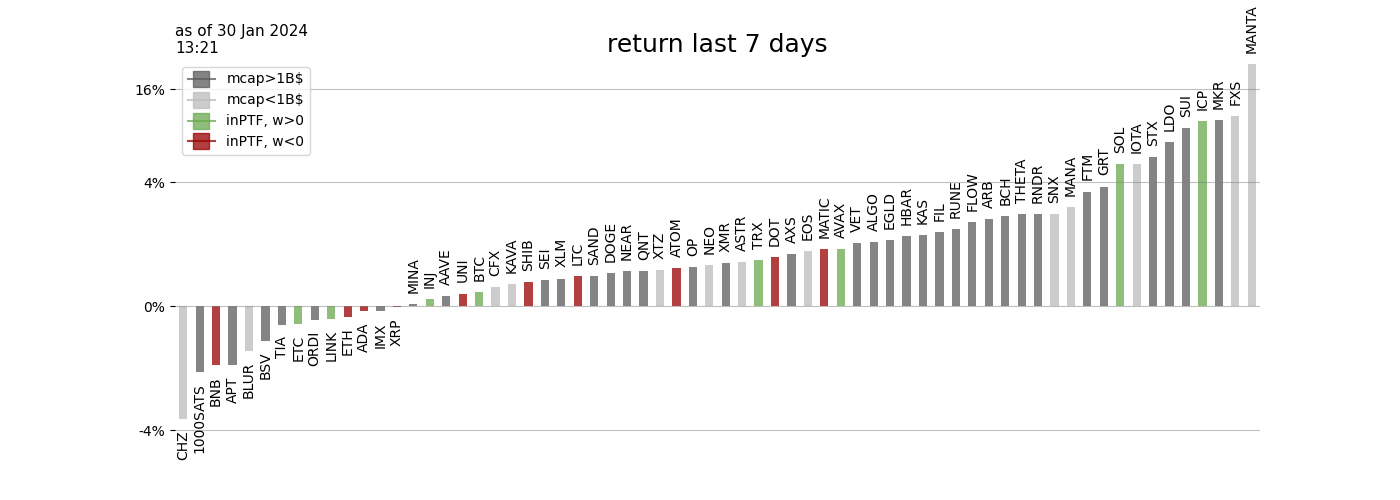 as of 30 Jan 2024
13:21
return last 7 days
mcap>1B$
mcap<1B$
inPTF, w>0
inPTF, w<0
16%
4%
0%
-4%
CHZ
1000SATS
BNB
APT
BLUR
BSV
TIA
ETC
ORDI
LINK
ETH
ADA
IMX
XRP
MINA
INJ
AAVE
UNI
BTC
CFX
KAVA
SHIB
SEI
XLM
LTC
SAND
DOGE
NEAR
QNT
XTZ
ATOM
OP
NEO
XMR
ASTR
TRX
DOT
AXS
EOS
MATIC
AVAX
VET
ALGO
EGLD
HBAR
KAS
FIL
RUNE
FLOW
ARB
BCH
THETA
RNDR
SNX
MANA
FTM
GRT
SOL
IOTA
STX
LDO
SUI
ICP
MKR
FXS
MANTA